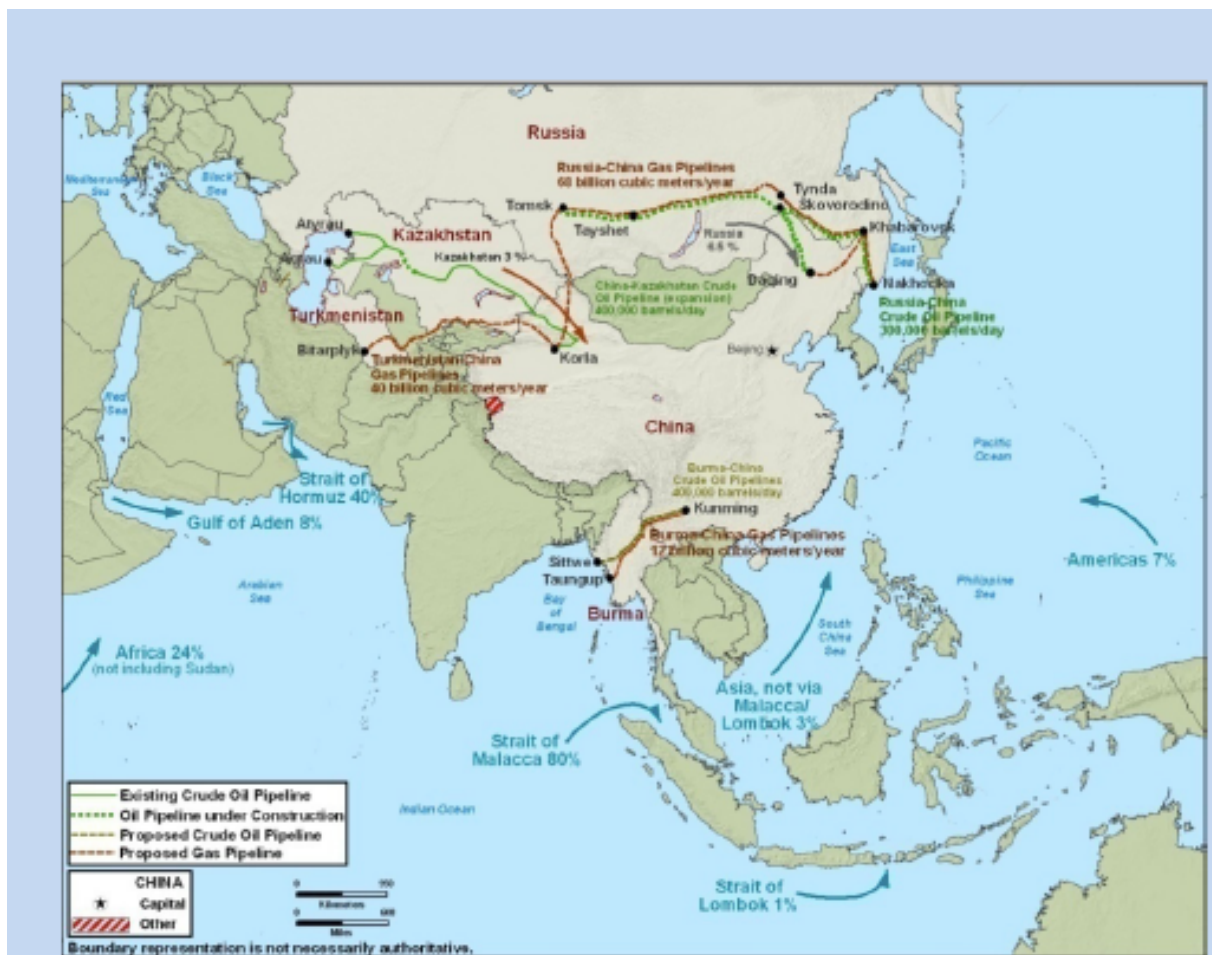 Russia
Mediterranean
Sea
Black
Sea
Russia-China Gas Pipelines
68 billion cubic meters/year
Tynda
Skovorodino
Tomsk
Tayshet
Khabarovsk
Atyrau
Kazakhstan
Russia
6.5 %
East
Sea
Kazakhstan 3 %
Daqing
Nakhodka
China-Kazakhstan Crude
Oil Pipeline (expansion)
400,000 barrels/day
Russia-China
Crude Oil Pipeline
300,000 barrels/day
Turkmenistan
Bitarplyk
Korla
Beijing
Turkmenistan-China
Gas Pipelines
40 billion cubic meters/year
Red
Sea
China
Pacific
Ocean
Strait of
Hormuz 40%
Burma-China
Crude Oil Pipelines
400,000 barrels/day
Kunming
Gulf of Aden 8%
Burma-China Gas Pipelines
cubic meters/year
Sittwe
Taungup
Americas 7%
Arabian
Sea
Philippine
Sea
Bay
of
Bengal
Burma
South
China
Sea
Africa 24%
(not including Sudan)
Asia, not via
Malacca/
Lombok 3%
Strait of
Malacca 80%
Indian Ocean
Existing Crude Oil Pipeline
Oil Pipeline under Construction
Proposed Crude Oil Pipeline
Proposed Gas Pipeline
CHINA
Capital
Other
0
Kilometers
0
Miles
Strait of
Lombok 1%
Boundary representation is not necessarily authoritative.